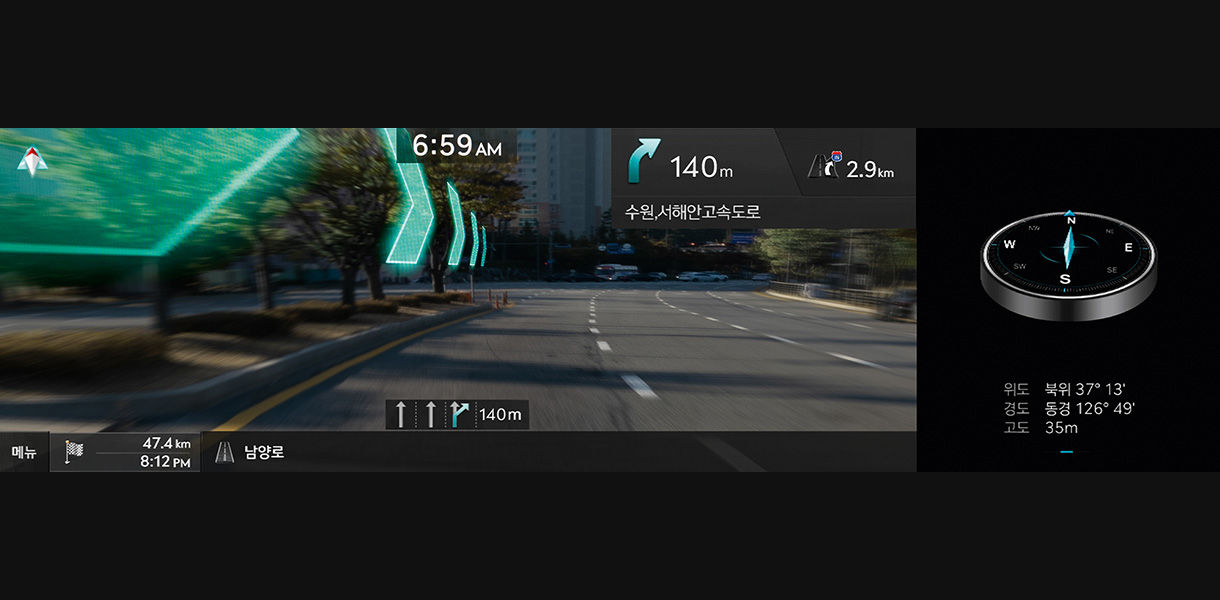 6:59 AM
140m
2.9km
수원,서해안고속도로
N
NW
NE
W
E
SW
SE
S
위도 북위 37° 13'
경도 동경 126° 49'
고도 35m
140m
메뉴
47.4 km
8:12 PM
남양로